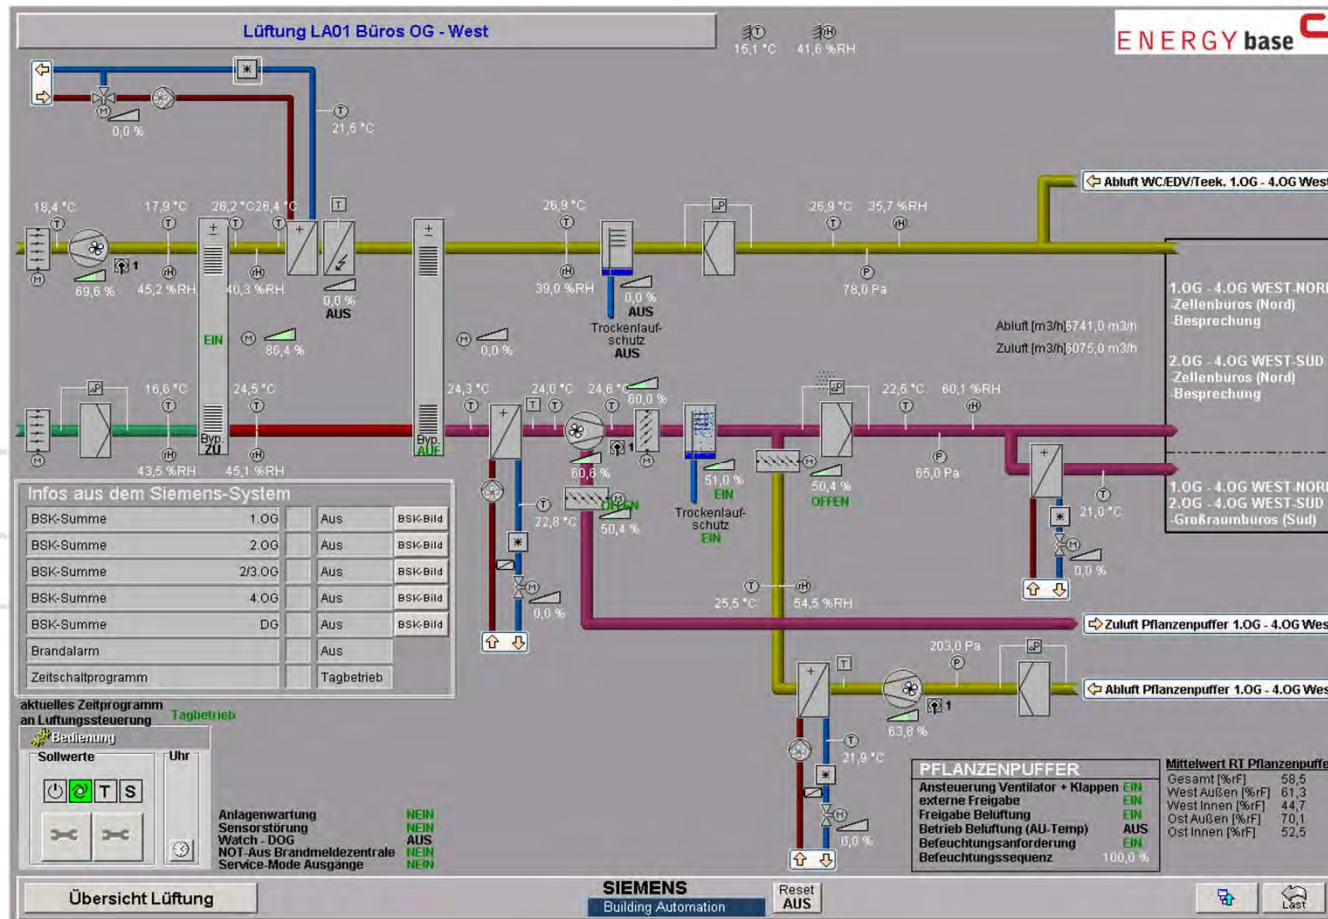 Lüftung LA01 Büros OG - West
T
rH
15,1 °C
41,6 %RH
ENERGY base
M
0,0 %
T
21,6 °C
Abluft WC/EDV/Teek. 1.OG - 4.OG West
18,4 °C
17,9 °C
26,2 °C
26,4 °C
26,9 °C
26,9 °C
35,7 %RH
69,6 %
1
45,2 %RH
40,3 %RH
0,0 %
AUS
39,0 %RH
0,0 %
AUS
Trockenlauf-
schutz
AUS
78,0 Pa
EIN
86,4 %
0,0 %
Abluft [m3/h]
6741,0 m3/h
Zuluft [m3/h]
5075,0 m3/h
1.OG - 4.OG WEST-NORD
-Zellenbüros (Nord)
-Besprechung
2.OG - 4.OG WEST-SÜD
-Zellenbüros (Nord)
-Besprechung
16,6 °C
24,5 °C
24,3 °C
24,0 °C
24,6 °C
60,0 %
22,5 °C
60,1 %RH
Byp.
ZU
Byp.
AUF
43,5 %RH
45,1 %RH
60,6 %
1
51,0 %
EIN
50,4 %
OFFEN
65,0 Pa
Trockenlauf-
schutz
EIN
OFFEN
50,4 %
22,8 °C
0,0 %
21,0 °C
0,0 %
1.OG - 4.OG WEST-NORD
2.OG - 4.OG WEST-SÜD
-Großraumbüros (Süd)
Infos aus dem Siemens-System
BSK-Summe 1.OG Aus BSK-Bild
BSK-Summe 2.OG Aus BSK-Bild
BSK-Summe 2/3.OG Aus BSK-Bild
BSK-Summe 4.OG Aus BSK-Bild
BSK-Summe DG Aus BSK-Bild
Brandalarm Aus
Zeitschaltprogramm Tagbetrieb
25,5 °C
54,5 %RH
Zuluft Pflanzenpuffer 1.OG - 4.OG West
203,0 Pa
Abluft Pflanzenpuffer 1.OG - 4.OG West
63,8 %
1
21,9 °C
0,0 %
aktuelles Zeitprogramm
an Lüftungssteuerung Tagbetrieb
Bedienung
Sollwerte
Uhr
T S
Anlagenwartung NEIN
Sensorstörung NEIN
Watch - DOG AUS
NOT-Aus Brandmeldezentrale NEIN
Service-Mode Ausgänge NEIN
PFLANZENPUFFER
Ansteuerung Ventilator + Klappen EIN
externe Freigabe EIN
Freigabe Belüftung EIN
Betrieb Belüftung (AU-Temp) AUS
Befeuchtungsanforderung EIN
Befeuchtungssequenz 100,0 %
Mittelwert RT Pflanzenpuffe
Gesamt [%rF] 58,5
West Außen [%rF] 61,3
West Innen [%rF] 44,7
Ost Außen [%rF] 70,1
Ost Innen [%rF] 52,5
Übersicht Lüftung
SIEMENS
Building Automation
Reset
AUS
Last